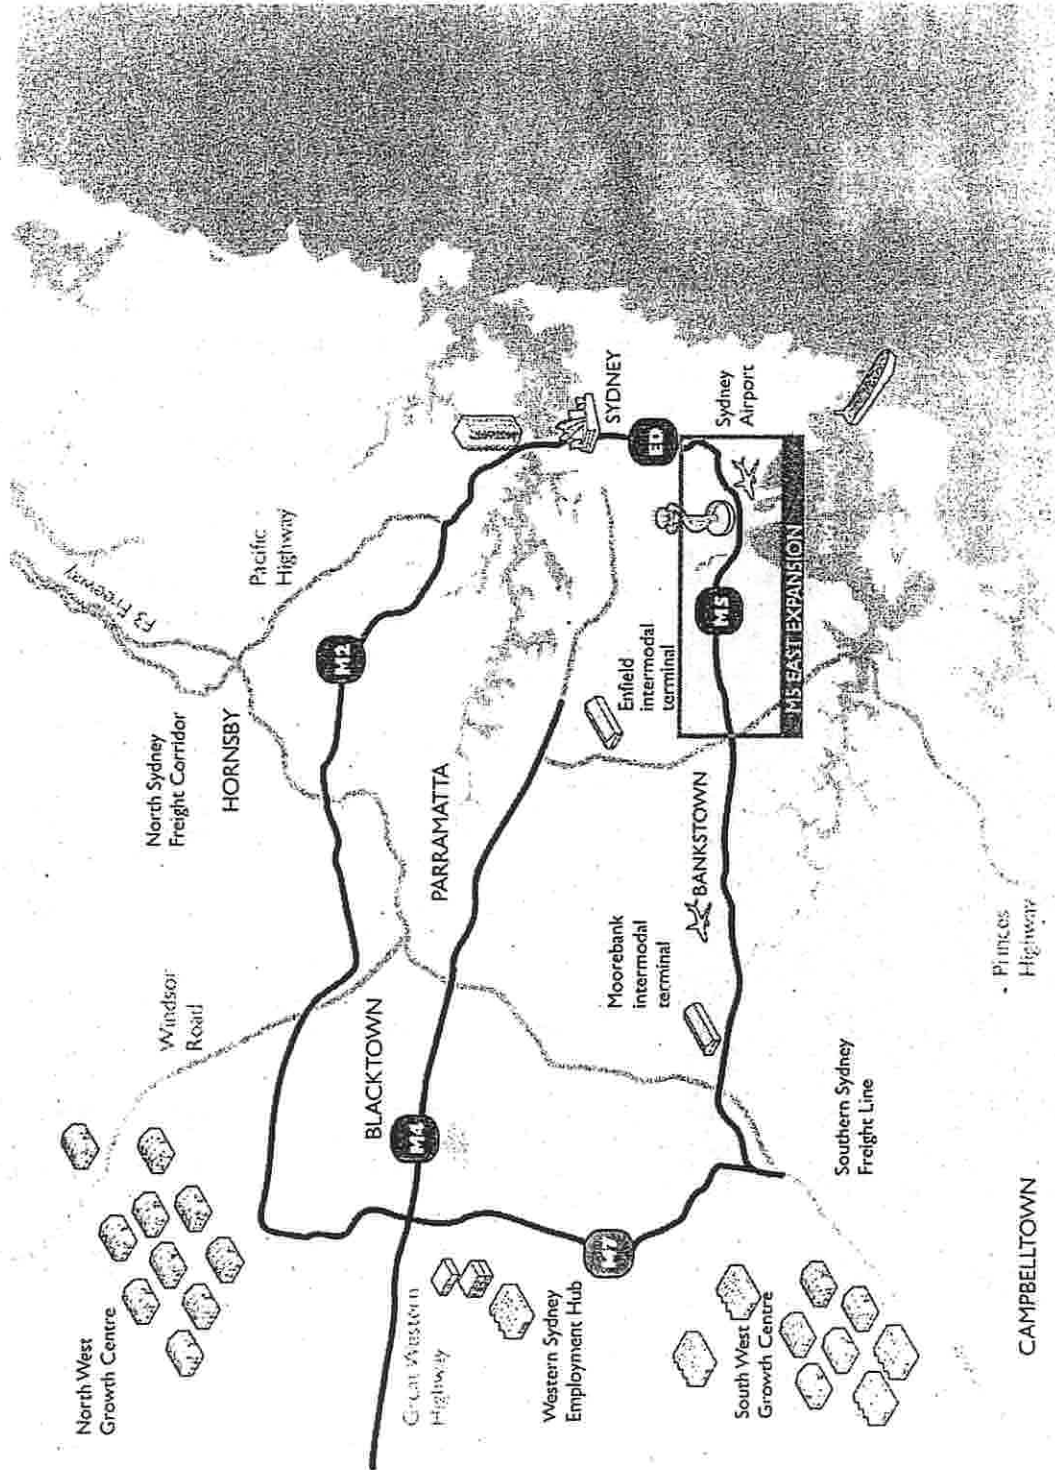 North West
Growth Centre
Windsor
Road
North Sydney
Freight Corridor
HORNSBY
F3 Freeway
Pacific
Highway
M2
BLACKTOWN
M4
PARRAMATTA
Great Western
Highway
Western Sydney
Employment Hub
M7
Moorebank
intermodal
terminal
Enfield
intermodal
terminal
SYDNEY
ED
Sydney
Airport
M5
M5 EAST EXPANSION
BANKSTOWN
South West
Growth Centre
Southern Sydney
Freight Line
Princes
Highway
CAMPBELLTOWN